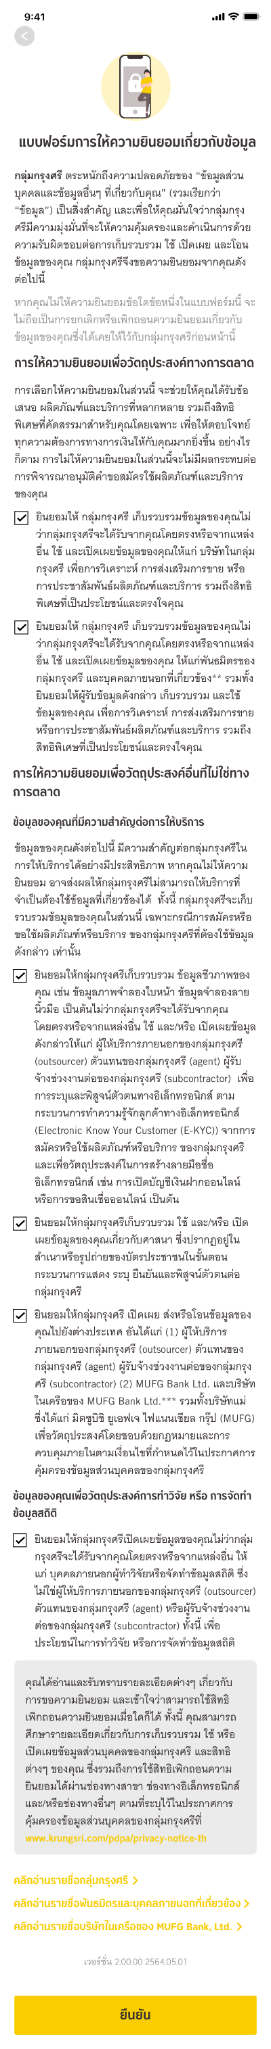 9:41
แบบฟอร์มการให้ความยินยอมเกี่ยวกับข้อมูล
กลุ่มกรุงศรี ตระหนักถึงความปลอดภัยของ "ข้อมูลส่วน
บุคคลและข้อมูลอื่นๆ ที่เกี่ยวกับคุณ" (รวมเรียกว่า
"ข้อมูล") เป็นสิ่งสำคัญ และเพื่อให้คุณมั่นใจว่ากลุ่มกรุง
ศรีมีความมุ่งมั่นที่จะให้ความคุ้มครองและดำเนินการด้วย
ความรับผิดชอบต่อการเก็บรวบรวม ใช้ เปิดเผย และโอน
ข้อมูลของคุณ กลุ่มกรุงศรีจึงขอความยินยอมจากคุณดัง
ต่อไปนี้
หากคุณไม่ให้ความยินยอมข้อใดข้อหนึ่งในแบบฟอร์มนี้ จะ
ไม่ถือเป็นการยกเลิกหรือเพิกถอนความยินยอมเกี่ยวกับ
ข้อมูลของคุณซึ่งได้เคยให้ไว้กับกลุ่มกรุงศรีก่อนหน้านี้
การให้ความยินยอมเพื่อวัตถุประสงค์ทางการตลาด
การเลือกให้ความยินยอมในส่วนนี้ จะช่วยให้คุณได้รับข้อ
เสนอ ผลิตภัณฑ์และบริการที่หลากหลาย รวมถึงสิทธิ
พิเศษที่คัดสรรมาสำหรับคุณโดยเฉพาะ เพื่อให้ตอบโจทย์
ทุกความต้องการทางการเงินให้กับคุณมากยิ่งขึ้น อย่างไร
ก็ตาม การไม่ให้ความยินยอมในส่วนนี้จะไม่มีผลกระทบต่อ
การพิจารณาอนุมัติคำขอสมัครใช้ผลิตภัณฑ์และบริการ
ของคุณ
ยินยอมให้ กลุ่มกรุงศรี เก็บรวบรวมข้อมูลของคุณไม่
ว่ากลุ่มกรุงศรีจะได้รับจากคุณโดยตรงหรือจากแหล่ง
อื่น ใช้ และเปิดเผยข้อมูลของคุณให้แก่ บริษัทในกลุ่ม
กรุงศรี เพื่อการวิเคราะห์ การส่งเสริมการขาย หรือ
การประชาสัมพันธ์ผลิตภัณฑ์และบริการ รวมถึงสิทธิ
พิเศษที่เป็นประโยชน์และตรงใจคุณ
ยินยอมให้ กลุ่มกรุงศรี เก็บรวบรวมข้อมูลของคุณไม่
ว่ากลุ่มกรุงศรีจะได้รับจากคุณโดยตรงหรือจากแหล่ง
อื่น ใช้ และเปิดเผยข้อมูลของคุณ ให้แก่พันธมิตรของ
กลุ่มกรุงศรี และบุคคลภายนอกที่เกี่ยวข้อง** รวมทั้ง
ยินยอมให้ผู้รับข้อมูลดังกล่าว เก็บรวบรวม และใช้
ข้อมูลของคุณ เพื่อการวิเคราะห์ การส่งเสริมการขาย
หรือการประชาสัมพันธ์ผลิตภัณฑ์และบริการ รวมถึง
สิทธิพิเศษที่เป็นประโยชน์และตรงใจคุณ
การให้ความยินยอมเพื่อวัตถุประสงค์อื่นที่ไม่ใช่ทาง
การตลาด
ข้อมูลของคุณที่มีความสำคัญต่อการให้บริการ
ข้อมูลของคุณดังต่อไปนี้ มีความสำคัญต่อกลุ่มกรุงศรีใน
การให้บริการได้อย่างมีประสิทธิภาพ หากคุณไม่ให้ความ
ยินยอม อาจส่งผลให้กลุ่มกรุงศรีไม่สามารถให้บริการที่
จำเป็นต้องใช้ข้อมูลที่เกี่ยวข้องได้ ทั้งนี้ กลุ่มกรุงศรีจะเก็บ
รวบรวมข้อมูลของคุณในส่วนนี้ เฉพาะกรณีการสมัครหรือ
ขอใช้ผลิตภัณฑ์หรือบริการ ของกลุ่มกรุงศรีที่ต้องใช้ข้อมูล
ดังกล่าว เท่านั้น
ยินยอมให้กลุ่มกรุงศรีเก็บรวบรวม ข้อมูลชีวภาพของ
คุณ เช่น ข้อมูลภาพจำลองใบหน้า ข้อมูลจำลองลาย
นิ้วมือ เป็นต้นไม่ว่ากลุ่มกรุงศรีจะได้รับจากคุณ
โดยตรงหรือจากแหล่งอื่น ใช้ และ/หรือ เปิดเผยข้อมูล
ดังกล่าวให้แก่ ผู้ให้บริการภายนอกของกลุ่มกรุงศรี
(outsourcer) ตัวแทนของกลุ่มกรุงศรี (agent) ผู้รับ
จ้างช่วงงานต่อของกลุ่มกรุงศรี (subcontractor) เพื่อ
การระบุและพิสูจน์ตัวตนทางอิเล็กทรอนิกส์ ตาม
กระบวนการทำความรู้จักลูกค้าทางอิเล็กทรอนิกส์
(Electronic Know Your Customer (E-KYC)) จากการ
สมัครหรือใช้ผลิตภัณฑ์หรือบริการ ของกลุ่มกรุงศรี
และเพื่อวัตถุประสงค์ในการสร้างลายมือชื่อ
อิเล็กทรอนิกส์ เช่น การเปิดบัญชีเงินฝากออนไลน์
หรือการขอสินเชื่อออนไลน์ เป็นต้น
ยินยอมให้กลุ่มกรุงศรีเก็บรวบรวม ใช้ และ/หรือ เปิด
เผยข้อมูลของคุณเกี่ยวกับศาสนา ซึ่งปรากฏอยู่ใน
สำเนาหรือรูปถ่ายของบัตรประชาชนในขั้นตอน
กระบวนการแสดง ระบุ ยืนยันและพิสูจน์ตัวตนต่อ
กลุ่มกรุงศรี
ยินยอมให้กลุ่มกรุงศรี เปิดเผย ส่งหรือโอนข้อมูลของ
คุณไปยังต่างประเทศ อันได้แก่ (1) ผู้ให้บริการ
ภายนอกของกลุ่มกรุงศรี (outsourcer) ตัวแทนของ
กลุ่มกรุงศรี (agent) ผู้รับจ้างช่วงงานต่อของกลุ่มกรุง
ศรี (subcontractor) (2) MUFG Bank Ltd. และบริษัท
ในเครือของ MUFG Bank Ltd.*** รวมทั้งบริษัทแม่
ซึ่งได้แก่ มิตซูบิชิ ยูเอฟเจ ไฟแนนเชียล กรุ๊ป (MUFG)
เพื่อวัตถุประสงค์โดยชอบด้วยกฎหมายและการ
ควบคุมภายในตามเงื่อนไขที่กำหนดไว้ในประกาศการ
คุ้มครองข้อมูลส่วนบุคคลของกลุ่มกรุงศรี
ข้อมูลของคุณเพื่อวัตถุประสงค์การทำวิจัย หรือ การจัดทำ
ข้อมูลสถิติ
ยินยอมให้กลุ่มกรุงศรีเปิดเผยข้อมูลของคุณไม่ว่ากลุ่ม
กรุงศรีจะได้รับจากคุณโดยตรงหรือจากแหล่งอื่น ให้
แก่ บุคคลภายนอกผู้ทำวิจัยหรือจัดทำข้อมูลสถิติ ซึ่ง
ไม่ใช่ผู้ให้บริการภายนอกของกลุ่มกรุงศรี (outsourcer)
ตัวแทนของกลุ่มกรุงศรี (agent) หรือผู้รับจ้างช่วงงาน
ต่อของกลุ่มกรุงศรี (subcontractor) ทั้งนี้ เพื่อ
ประโยชน์ในการทำวิจัย หรือการจัดทำข้อมูลสถิติ
คุณได้อ่านและรับทราบรายละเอียดต่างๆ เกี่ยวกับ
การขอความยินยอม และเข้าใจว่าสามารถใช้สิทธิ
เพิกถอนความยินยอมเมื่อใดก็ได้ ทั้งนี้ คุณสามารถ
ศึกษารายละเอียดเกี่ยวกับการเก็บรวบรวม ใช้ หรือ
เปิดเผยข้อมูลส่วนบุคคลของกลุ่มกรุงศรี และสิทธิ
ต่างๆ ของคุณ ซึ่งรวมถึงการใช้สิทธิเพิกถอนความ
ยินยอมได้ผ่านช่องทางสาขา ช่องทางอิเล็กทรอนิกส์
และ/หรือช่องทางอื่นๆ ตามที่ระบุไว้ในประกาศการ
คุ้มครองข้อมูลส่วนบุคคลของกลุ่มกรุงศรีที่
www.krungsri.com/pdpa/privacy-notice-th
คลิกอ่านรายชื่อกลุ่มกรุงศรี >
คลิกอ่านรายชื่อพันธมิตรและบุคคลภายนอกที่เกี่ยวข้อง >
คลิกอ่านรายชื่อบริษัทในเครือของ MUFG Bank, Ltd. >
เวอร์ชั่น 2.00.00 2564.05.01
ยืนยัน